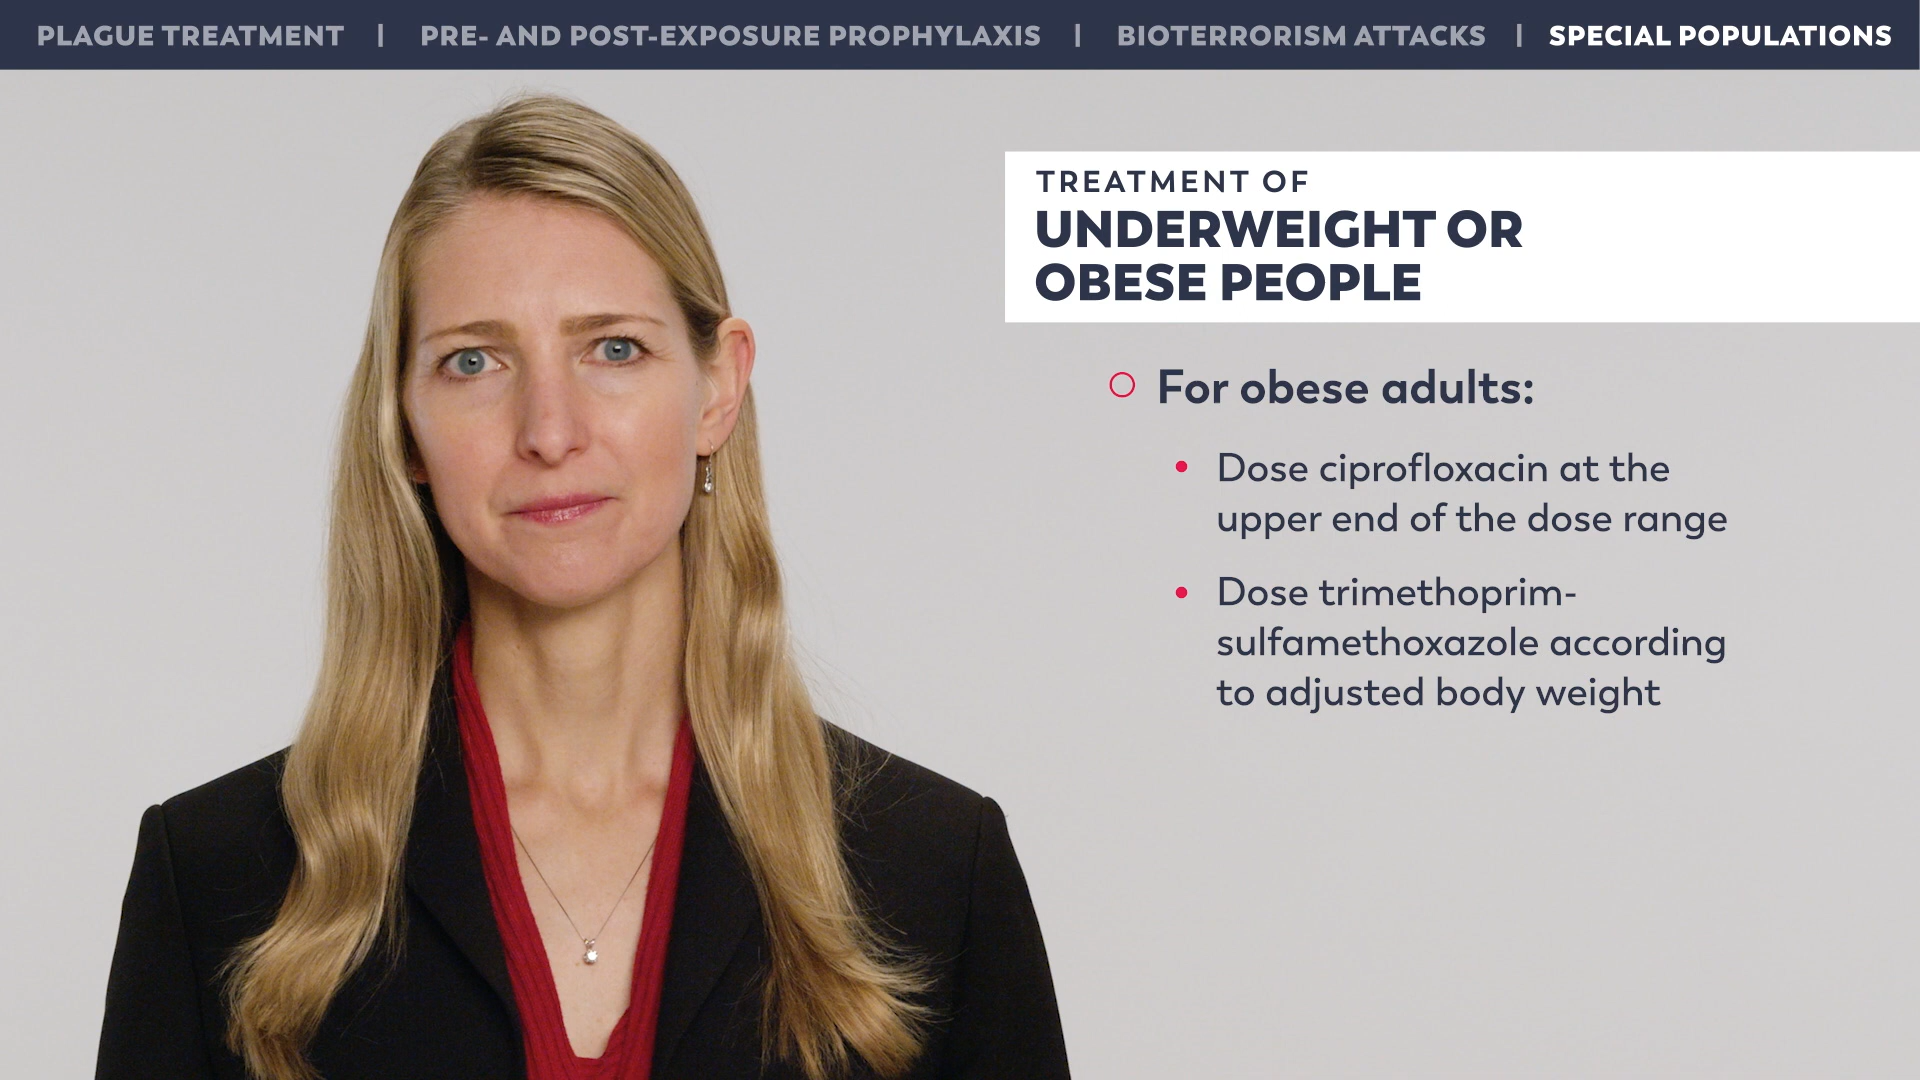 PLAGUE TREATMENT | PRE- AND POST-EXPOSURE PROPHYLAXIS | BIOTERRORISM ATTACKS | SPECIAL POPULATIONS
TREATMENT OF
UNDERWEIGHT OR
OBESE PEOPLE
For obese adults:
Dose ciprofloxacin at the
upper end of the dose range
Dose trimethoprim-
sulfamethoxazole according
to adjusted body weight